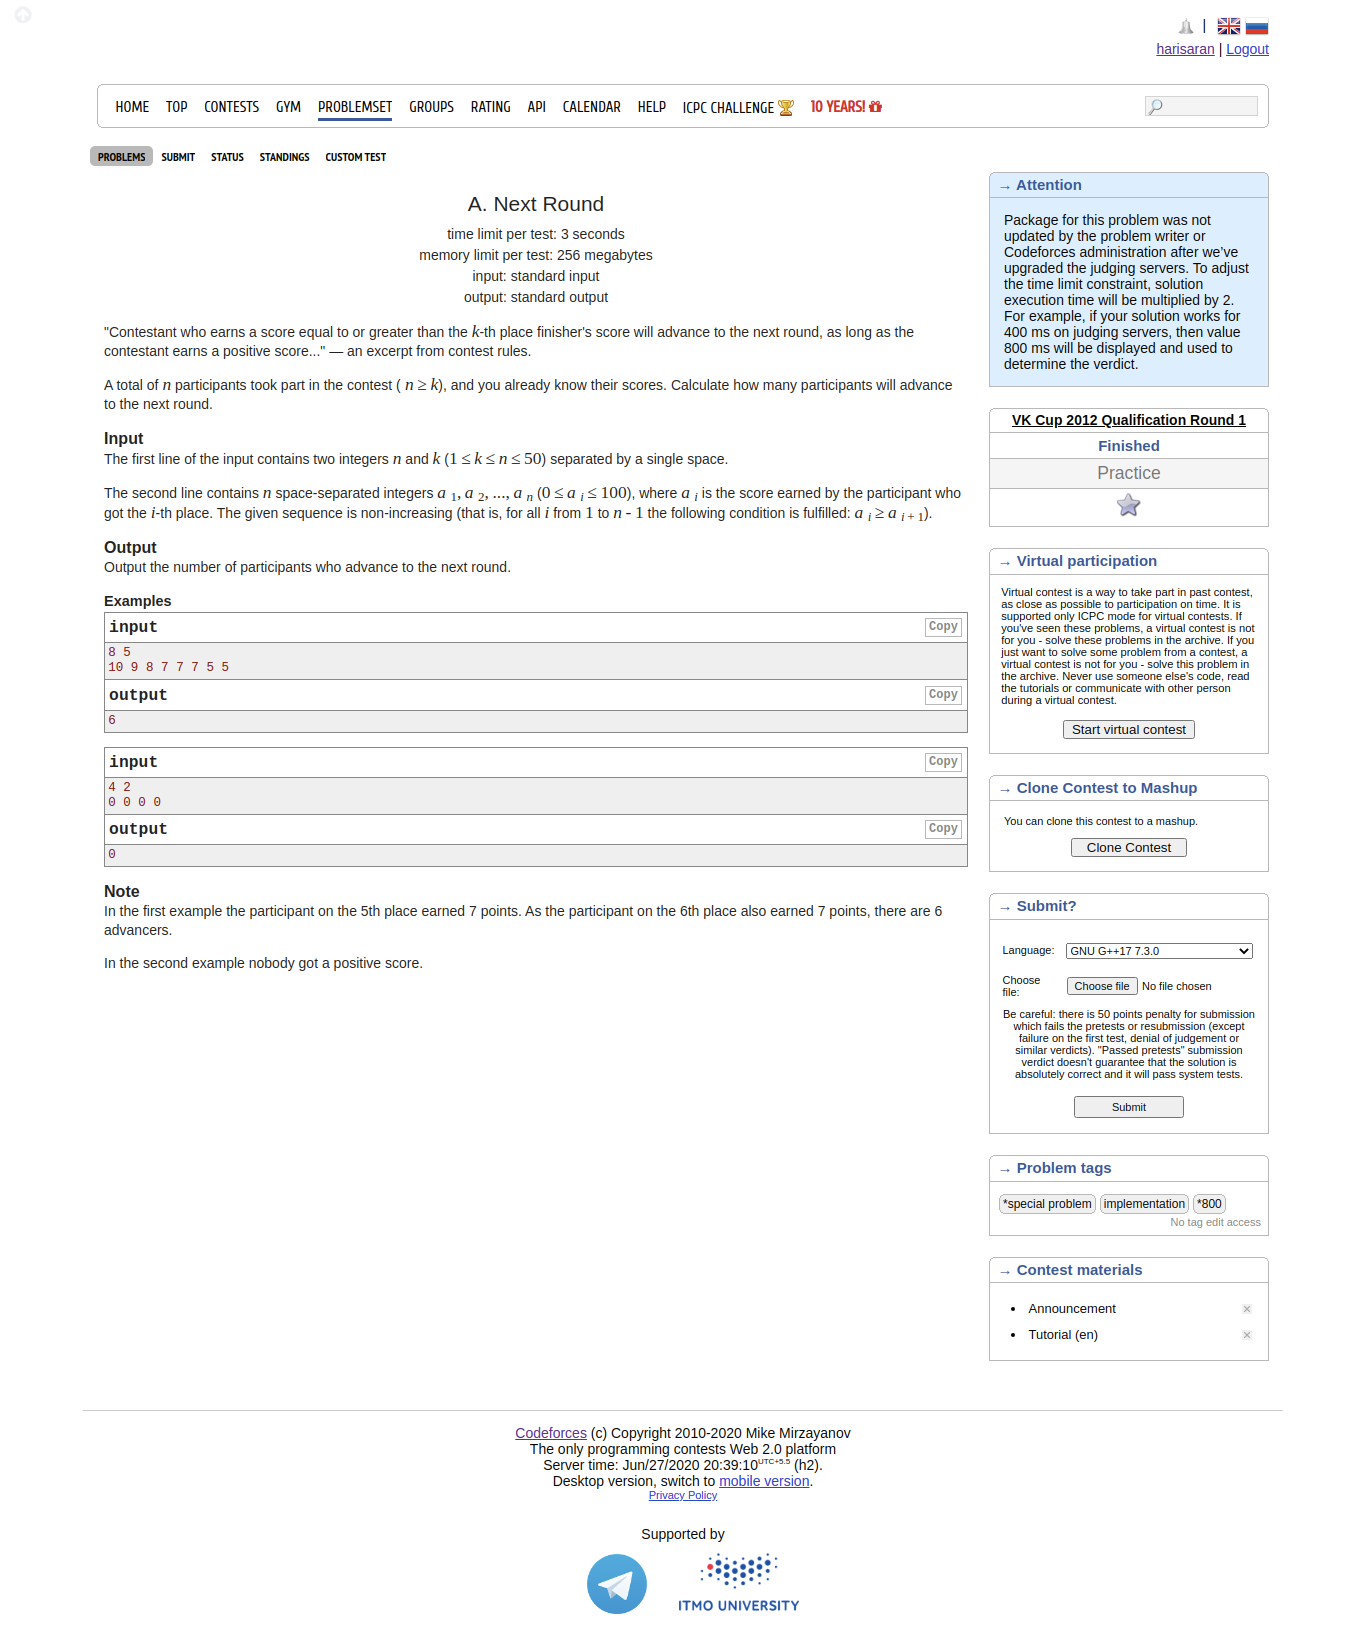 |
harisaran | Logout
HOME TOP CONTESTS GYM PROBLEMSET GROUPS RATING API CALENDAR HELP ICPC CHALLENGE 10 YEARS!
PROBLEMS SUBMIT STATUS STANDINGS CUSTOM TEST
A. Next Round
time limit per test: 3 seconds
memory limit per test: 256 megabytes
input: standard input
output: standard output
"Contestant who earns a score equal to or greater than the k-th place finisher's score will advance to the next round, as long as the
contestant earns a positive score..." — an excerpt from contest rules.
A total of n participants took part in the contest ( n ≥ k), and you already know their scores. Calculate how many participants will advance
to the next round.
Input
The first line of the input contains two integers n and k (1 ≤ k ≤ n ≤ 50) separated by a single space.
The second line contains n space-separated integers a 1, a 2, ..., a n (0 ≤ a i ≤ 100), where a i is the score earned by the participant who
got the i-th place. The given sequence is non-increasing (that is, for all i from 1 to n - 1 the following condition is fulfilled: a i ≥ a i + 1).
Output
Output the number of participants who advance to the next round.
Examples
input Copy
8 5
10 9 8 7 7 7 5 5
output Copy
6
input Copy
4 2
0 0 0 0
output Copy
0
Note
In the first example the participant on the 5th place earned 7 points. As the participant on the 6th place also earned 7 points, there are 6
advancers.
In the second example nobody got a positive score.
→ Attention
Package for this problem was not
updated by the problem writer or
Codeforces administration after we've
upgraded the judging servers. To adjust
the time limit constraint, solution
execution time will be multiplied by 2.
For example, if your solution works for
400 ms on judging servers, then value
800 ms will be displayed and used to
determine the verdict.
VK Cup 2012 Qualification Round 1
Finished
Practice
→ Virtual participation
Virtual contest is a way to take part in past contest,
as close as possible to participation on time. It is
supported only ICPC mode for virtual contests. If
you've seen these problems, a virtual contest is not
for you - solve these problems in the archive. If you
just want to solve some problem from a contest, a
virtual contest is not for you - solve this problem in
the archive. Never use someone else's code, read
the tutorials or communicate with other person
during a virtual contest.
Start virtual contest
→ Clone Contest to Mashup
You can clone this contest to a mashup.
Clone Contest
→ Submit?
Language: GNU G++17 7.3.0
Choose
file: Choose file No file chosen
Be careful: there is 50 points penalty for submission
which fails the pretests or resubmission (except
failure on the first test, denial of judgement or
similar verdicts). "Passed pretests" submission
verdict doesn't guarantee that the solution is
absolutely correct and it will pass system tests.
Submit
→ Problem tags
*special problem implementation *800
No tag edit access
→ Contest materials
• Announcement ×
• Tutorial (en) ×
Codeforces (c) Copyright 2010-2020 Mike Mirzayanov
The only programming contests Web 2.0 platform
Server time: Jun/27/2020 20:39:10UTC+5.5 (h2).
Desktop version, switch to mobile version.
Privacy Policy
Supported by
ITMO UNIVERSITY